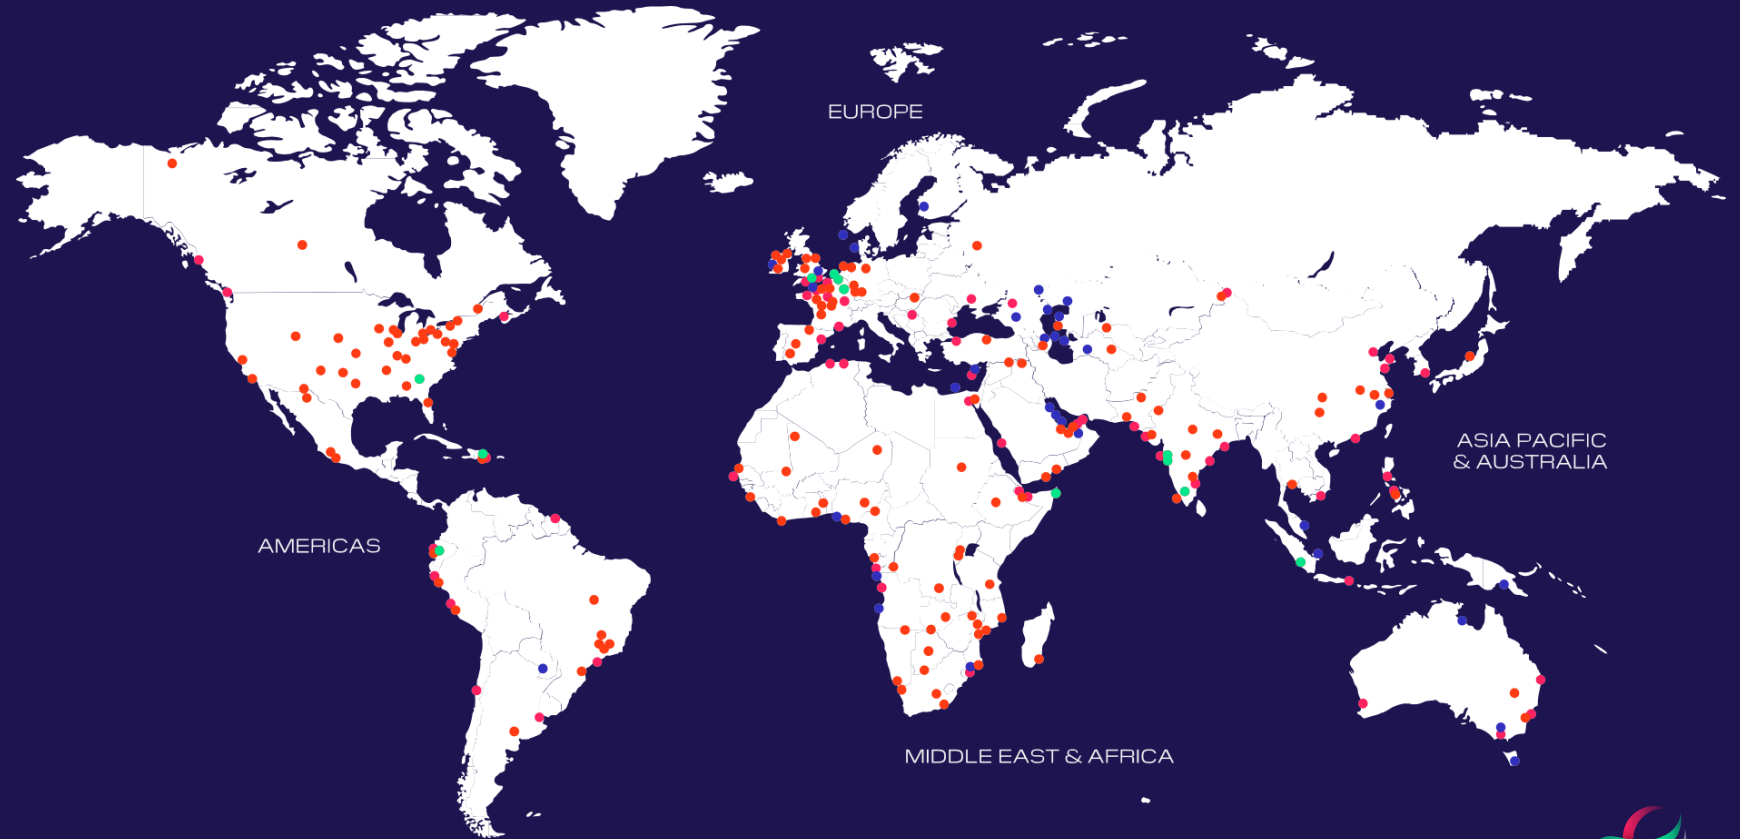 EUROPE
ASIA PACIFIC
& AUSTRALIA
AMERICAS
MIDDLE EAST & AFRICA